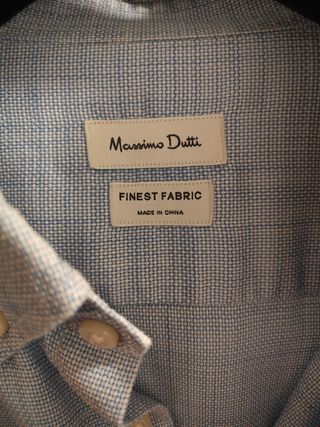 Massimo Dutti
FINEST FABRIC
MADE IN CHINA